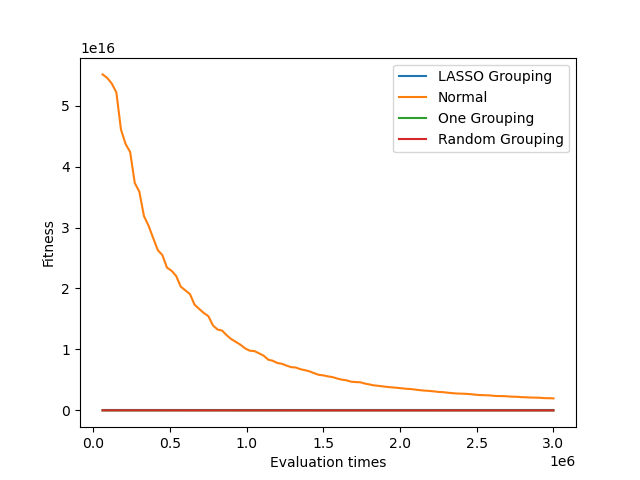 1e16
5
4
3
2
1
0
Fitness
LASSO Grouping
Normal
One Grouping
Random Grouping
0.0 0.5 1.0 1.5 2.0 2.5 3.0
Evaluation times
1e6